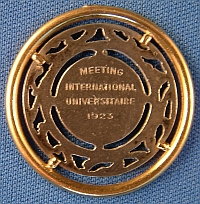 MEETING
INTERNATIONAL
UNIVERSITAIRE
1923